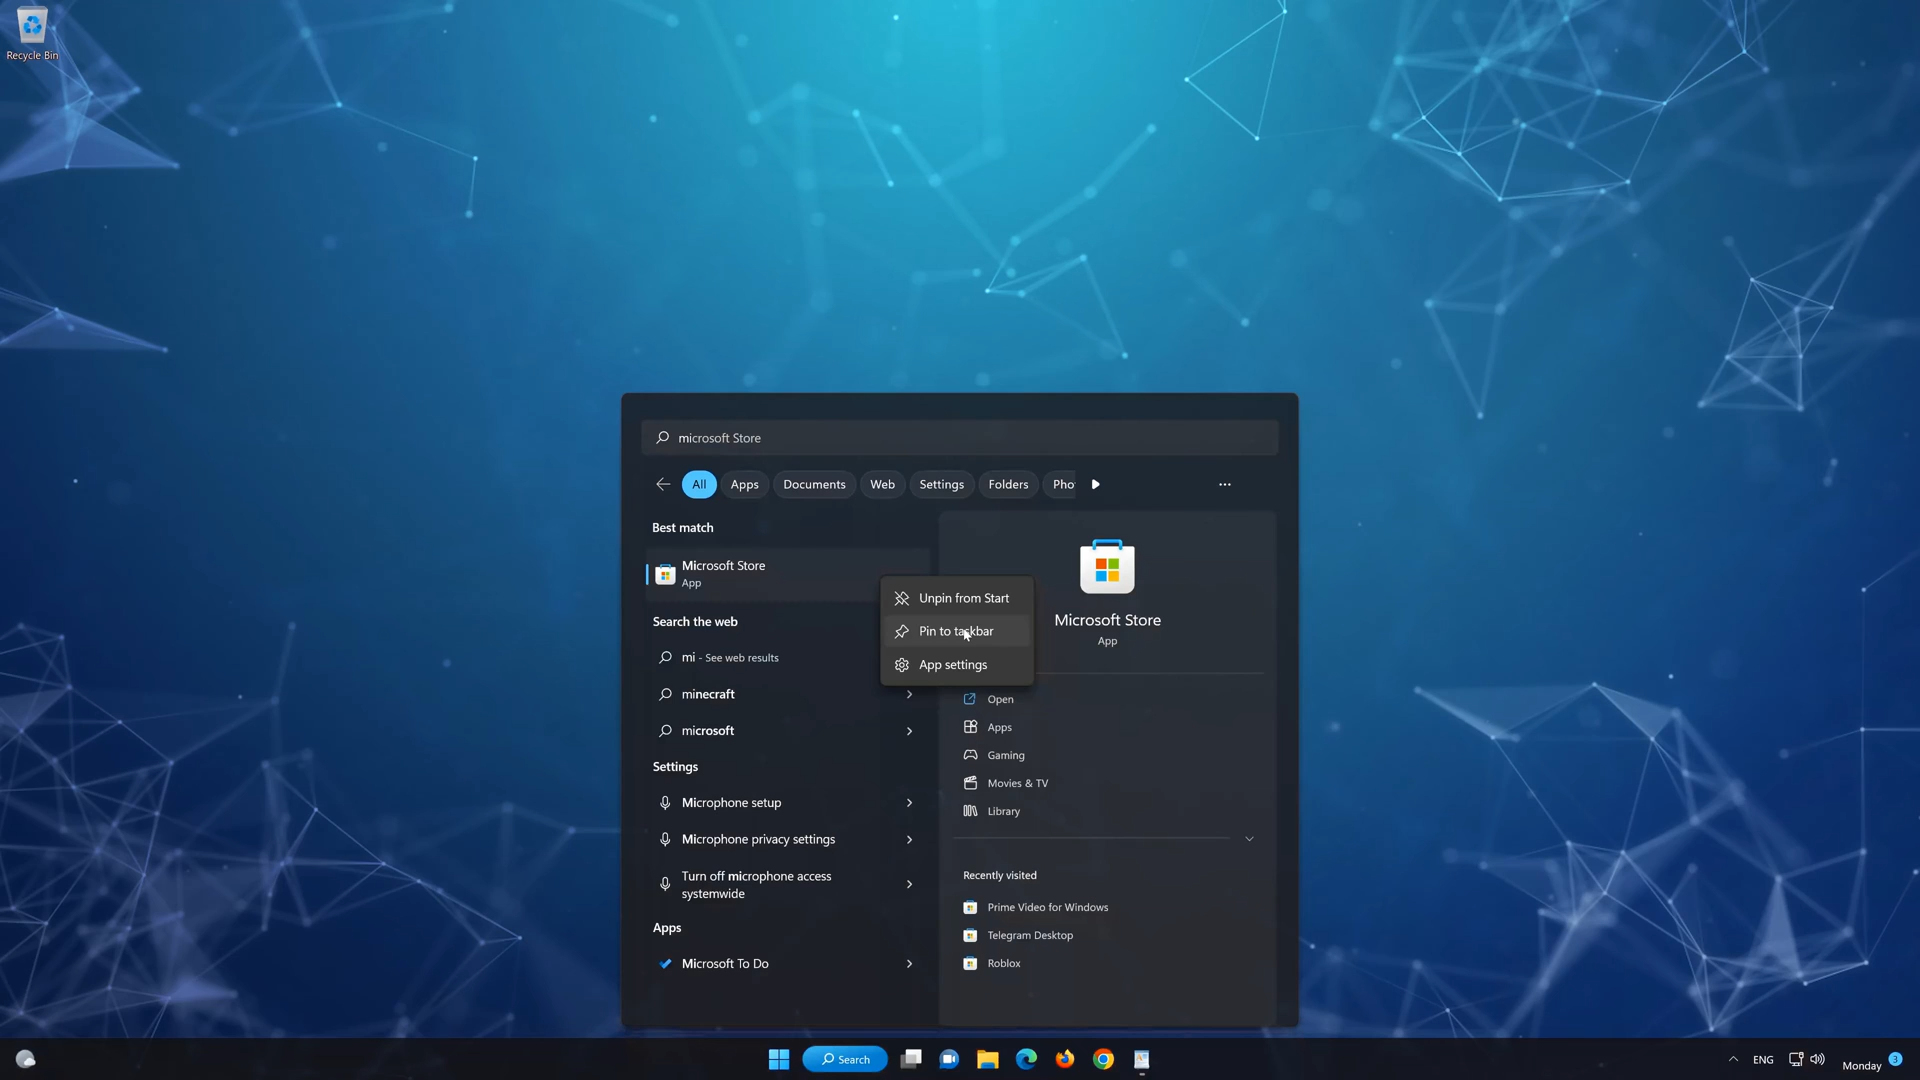 Recycle Bin
microsoft Store
All Apps Documents Web Settings Folders Pho
Best match
Microsoft Store
App
Search the web
mi - See web results
minecraft
microsoft
Settings
Microphone setup
Microphone privacy settings
Turn off microphone access
systemwide
Apps
Microsoft To Do
Unpin from Start
Pin to taskbar
App settings
Microsoft Store
App
Open
Apps
Gaming
Movies & TV
Library
Recently visited
Prime Video for Windows
Telegram Desktop
Roblox
Search
ENG
Monday
3